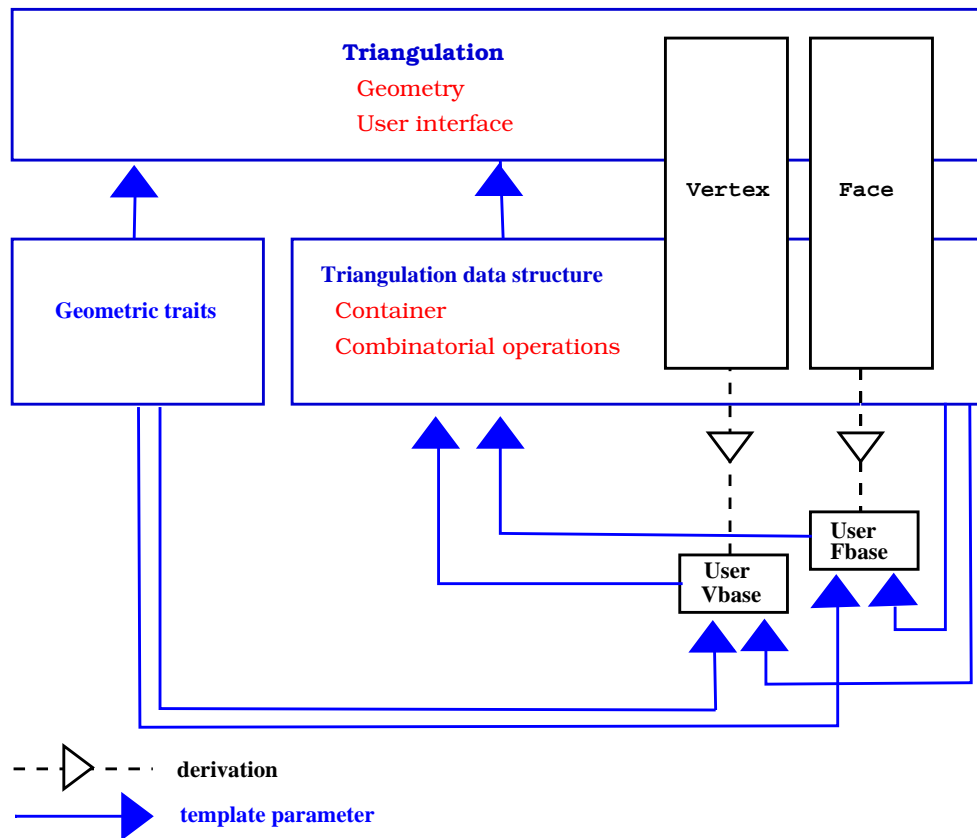 Triangulation
Geometry
User interface
Vertex
Face
Geometric traits
Triangulation data structure
Container
Combinatorial operations
User
Fbase
User
Vbase
derivation
template parameter